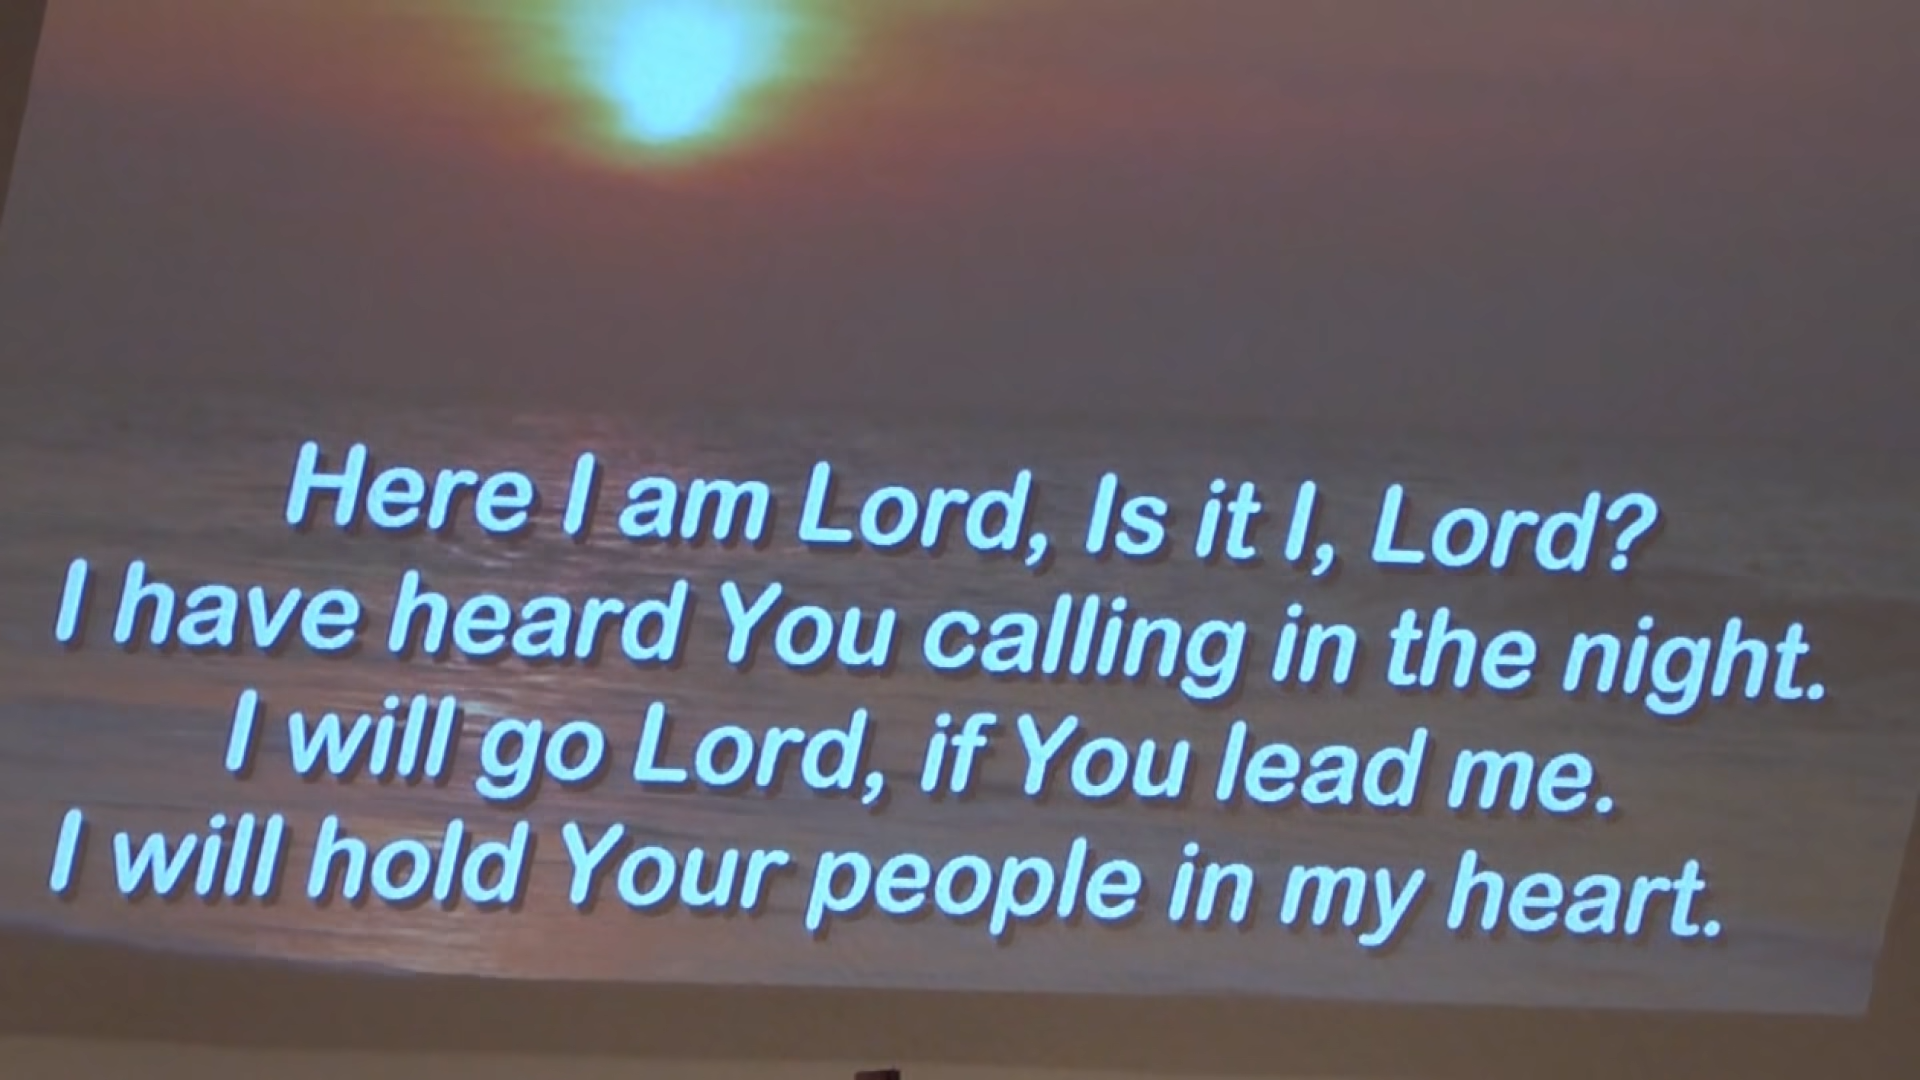 Here I am Lord, Is it I, Lord?
I have heard You calling in the night.
I will go Lord, if You lead me.
I will hold Your people in my heart.